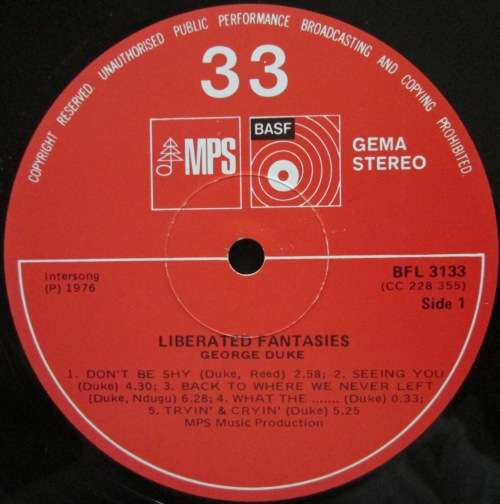 COPYRIGHT RESERVED. UNAUTHORISED PUBLIC PERFORMANCE BROADCASTING AND COPYING PROHIBITED.
33
MPS
BASF
GEMA
STEREO
Intersong
(P) 1976
BFL 3133
(CC 228 355)
Side 1
LIBERATED FANTASIES
GEORGE DUKE
1. DON'T BE SHY (Duke, Reed) 2.58; 2. SEEING YOU
(Duke) 4.30; 3. BACK TO WHERE WE NEVER LEFT
(Duke, Ndugu) 6.28; 4. WHAT THE ....... (Duke) 0.33;
5. TRYIN' & CRYIN' (Duke) 5.25
MPS Music Production